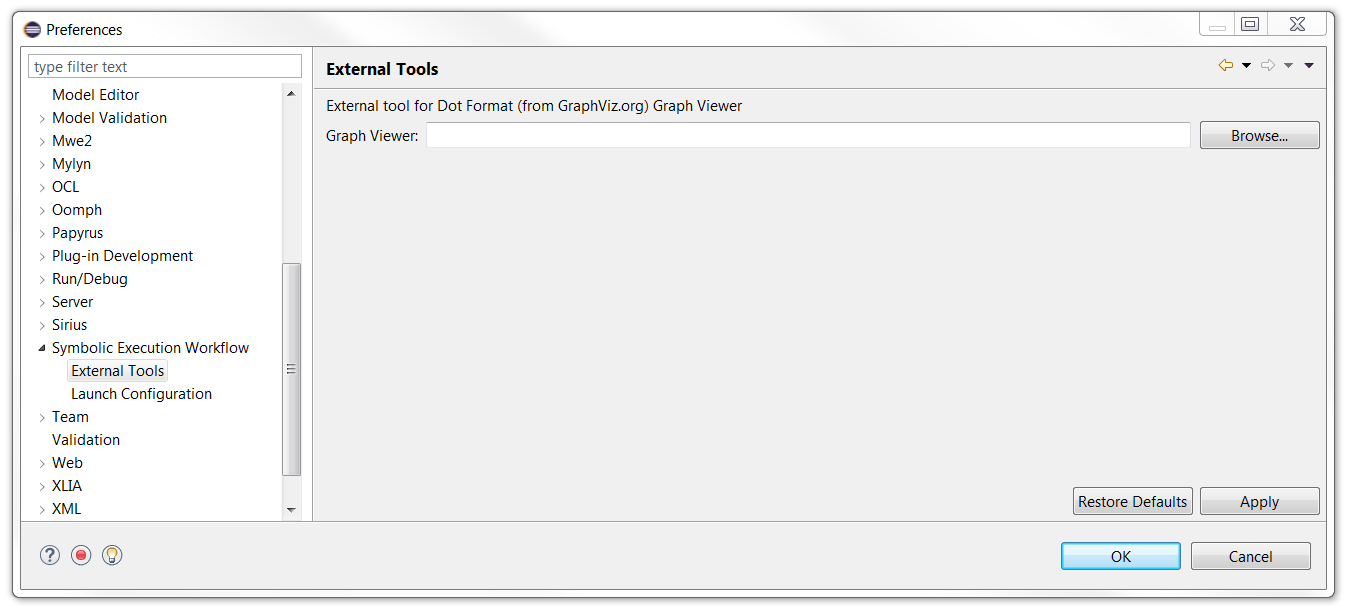 Preferences
type filter text
Model Editor
Model Validation
Mwe2
Mylyn
OCL
Oomph
Papyrus
Plug-in Development
Run/Debug
Server
Sirius
Symbolic Execution Workflow
External Tools
Launch Configuration
Team
Validation
Web
XLIA
XML
External Tools
External tool for Dot Format (from GraphViz.org) Graph Viewer
Graph Viewer:
Browse...
Restore Defaults
Apply
?
OK
Cancel